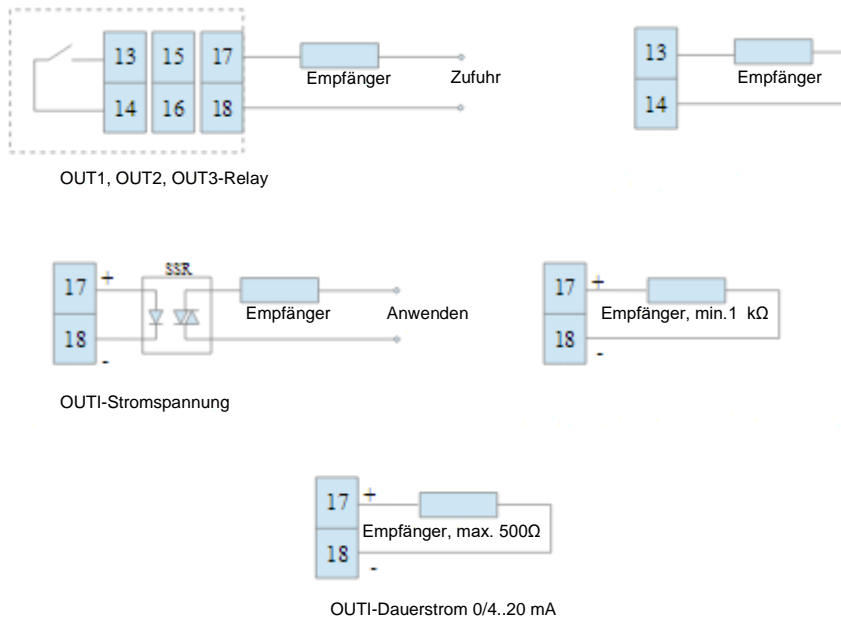 13 15 17
14 16 18
Empfänger
Zufuhr
OUT1, OUT2, OUT3-Relay
13
14
Empfänger
17
18
+
-
SSR
Empfänger
Anwenden
OUTI-Stromspannung
17
18
+
-
Empfänger, min.1 kΩ
17
18
+
-
Empfänger, max. 500Ω
OUTI-Dauerstrom 0/4..20 mA